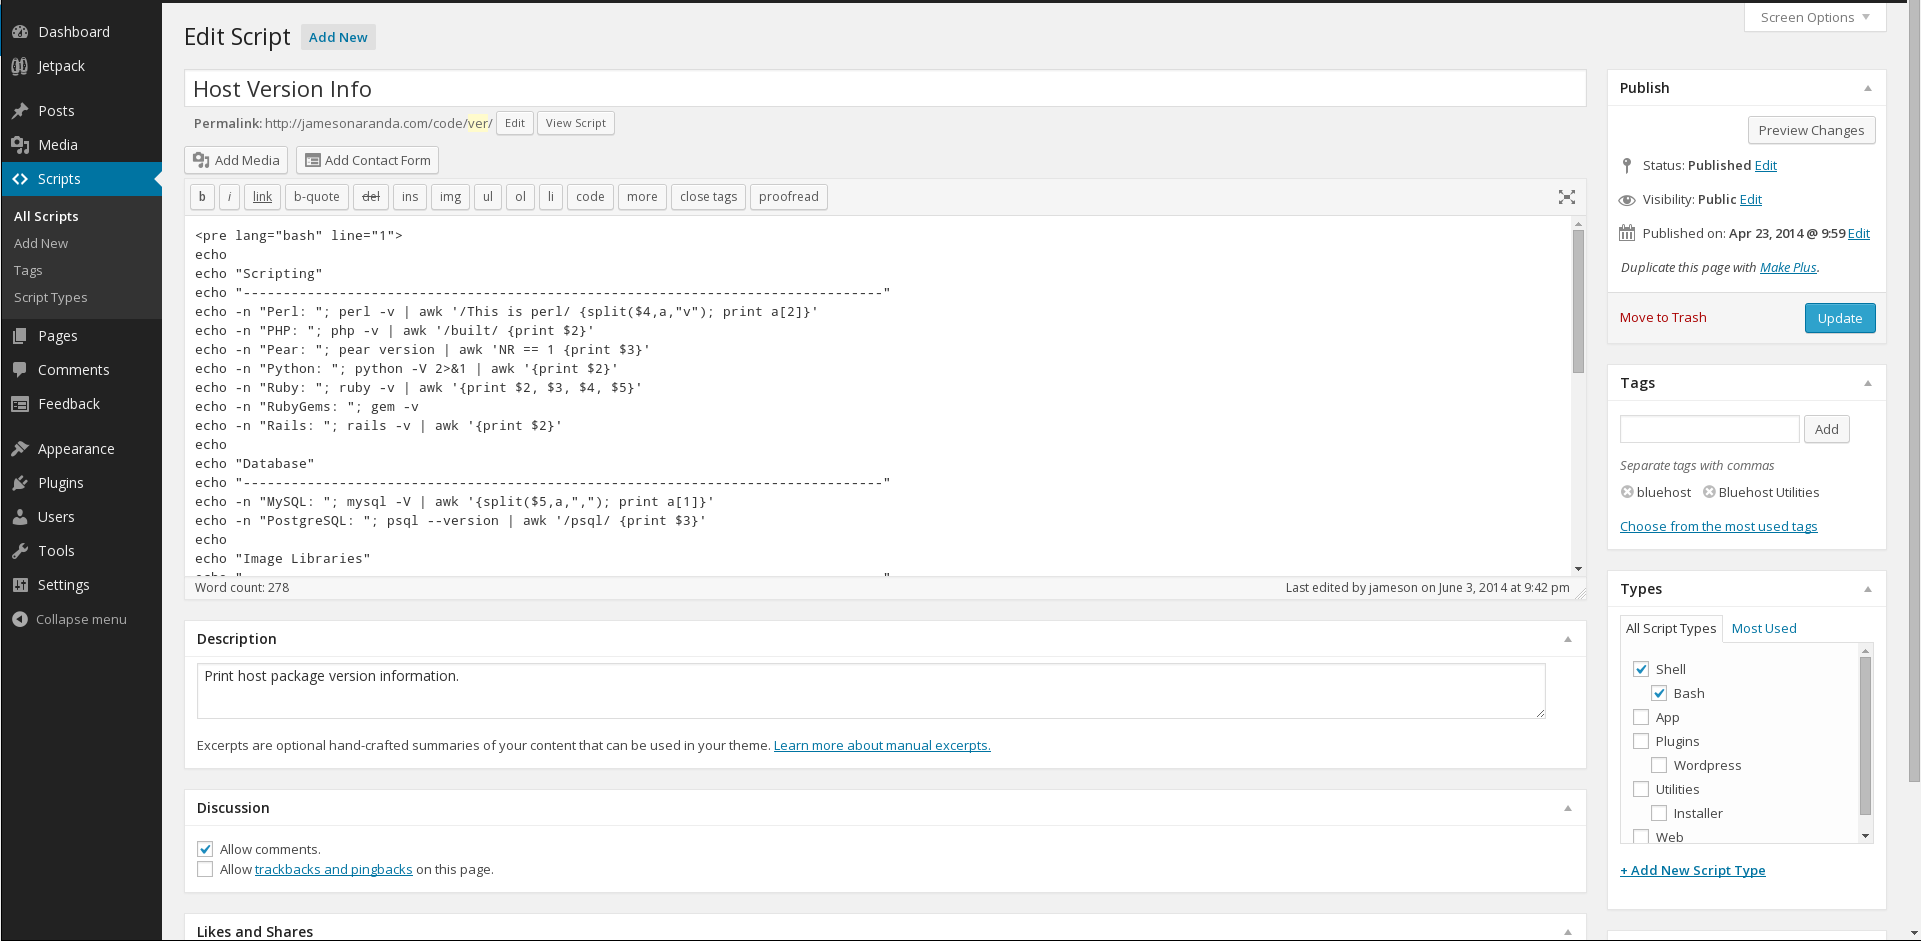 Dashboard
Jetpack
Posts
Media
Scripts
All Scripts
Add New
Tags
Script Types
Pages
Comments
Feedback
Appearance
Plugins
Users
Tools
Settings
Collapse menu
Screen Options
Edit Script Add New
Host Version Info
Permalink: http://jamesonaranda.com/code/ver/ Edit View Script
Add Media Add Contact Form
b i link b-quote del ins img ul ol li code more close tags proofread
<pre lang="bash" line="1">
echo
echo "Scripting"
echo "--------------------------------------------------------------------------------"
echo -n "Perl: "; perl -v | awk '/This is perl/ {split($4,a,"v"); print a[2]}'
echo -n "PHP: "; php -v | awk '/built/ {print $2}'
echo -n "Pear: "; pear version | awk 'NR == 1 {print $3}'
echo -n "Python: "; python -V 2>&1 | awk '{print $2}'
echo -n "Ruby: "; ruby -v | awk '{print $2, $3, $4, $5}'
echo -n "RubyGems: "; gem -v
echo -n "Rails: "; rails -v | awk '{print $2}'
echo
echo "Database"
echo "--------------------------------------------------------------------------------"
echo -n "MySQL: "; mysql -V | awk '{split($5,a,","); print a[1]}'
echo -n "PostgreSQL: "; psql --version | awk '/psql/ {print $3}'
echo
echo "Image Libraries"
Word count: 278 Last edited by jameson on June 3, 2014 at 9:42 pm
Description
Print host package version information.
Excerpts are optional hand-crafted summaries of your content that can be used in your theme. Learn more about manual excerpts.
Discussion
Allow comments.
Allow trackbacks and pingbacks on this page.
Likes and Shares
Publish
Preview Changes
Status: Published Edit
Visibility: Public Edit
Published on: Apr 23, 2014 @ 9:59 Edit
Duplicate this page with Make Plus.
Move to Trash Update
Tags
Add
Separate tags with commas
bluehost Bluehost Utilities
Choose from the most used tags
Types
All Script Types Most Used
Shell
Bash
App
Plugins
Wordpress
Utilities
Installer
Web
+ Add New Script Type